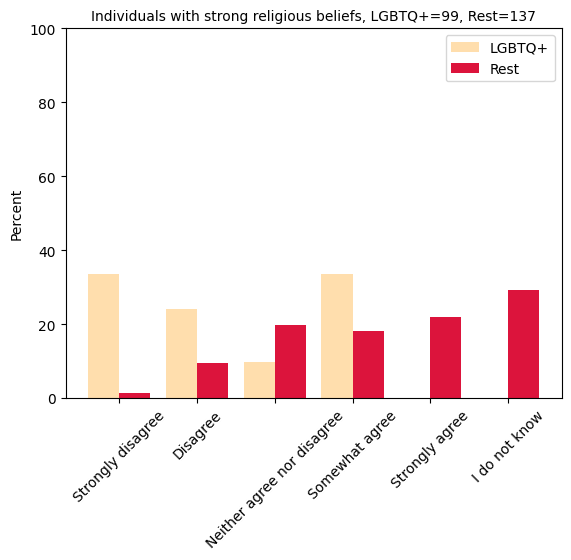 Individuals with strong religious beliefs, LGBTQ+=99, Rest=137
LGBTQ+
Rest
Percent
100
80
60
40
20
0
Strongly disagree
Disagree
Neither agree nor disagree
Somewhat agree
Strongly agree
I do not know